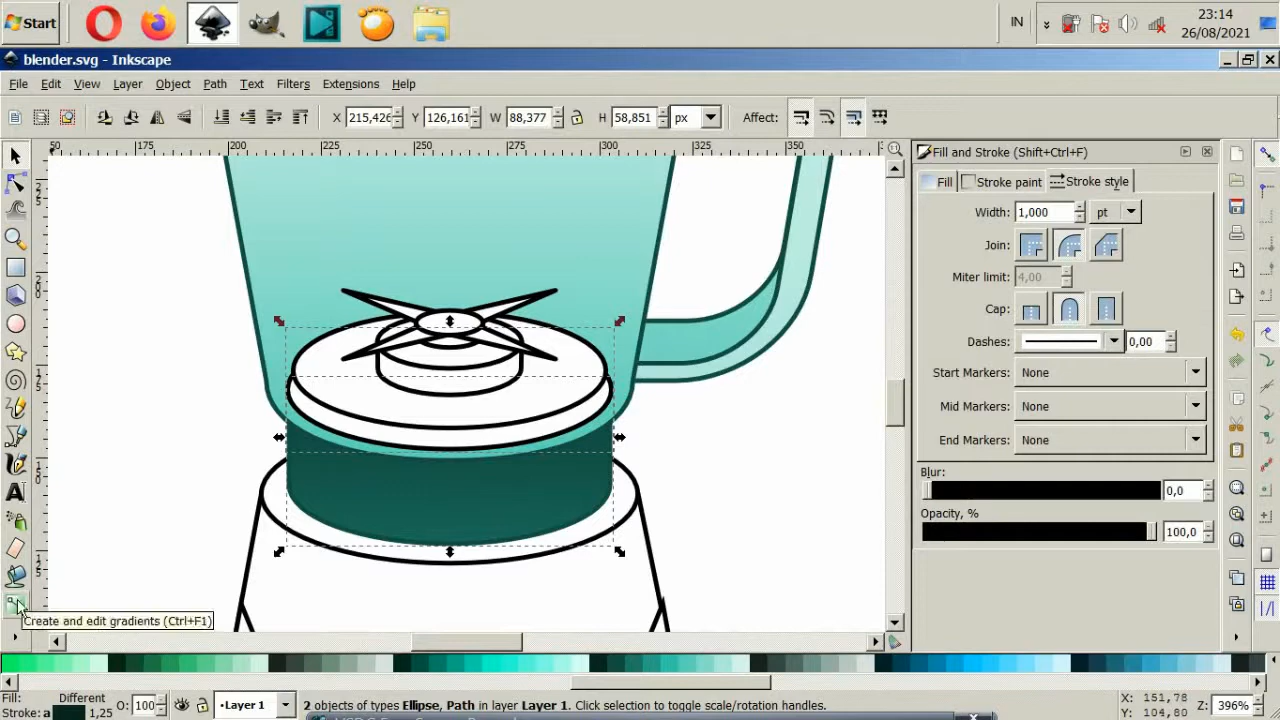 Start
IN
23:14
26/08/2021
blender.svg - Inkscape
File Edit View Layer Object Path Text Filters Extensions Help
X 215,426 Y 126,161 W 88,377 H 58,851 px Affect:
50 175 200 225 250 275 300 325 350
Fill and Stroke (Shift+Ctrl+F)
Fill Stroke paint Stroke style
Width: 1,000 pt
Join:
Miter limit: 4,00
Cap:
Dashes: 0,00
Start Markers: None
Mid Markers: None
End Markers: None
Blur:
0,0
Opacity, %
100,0
Create and edit gradients (Ctrl+F1)
Fill: Different
Stroke: a 1,25
O: 100
Layer 1
2 objects of types Ellipse, Path in layer Layer 1. Click selection to toggle scale/rotation handles.
X: 151,78
Y: 104,80
Z: 396%